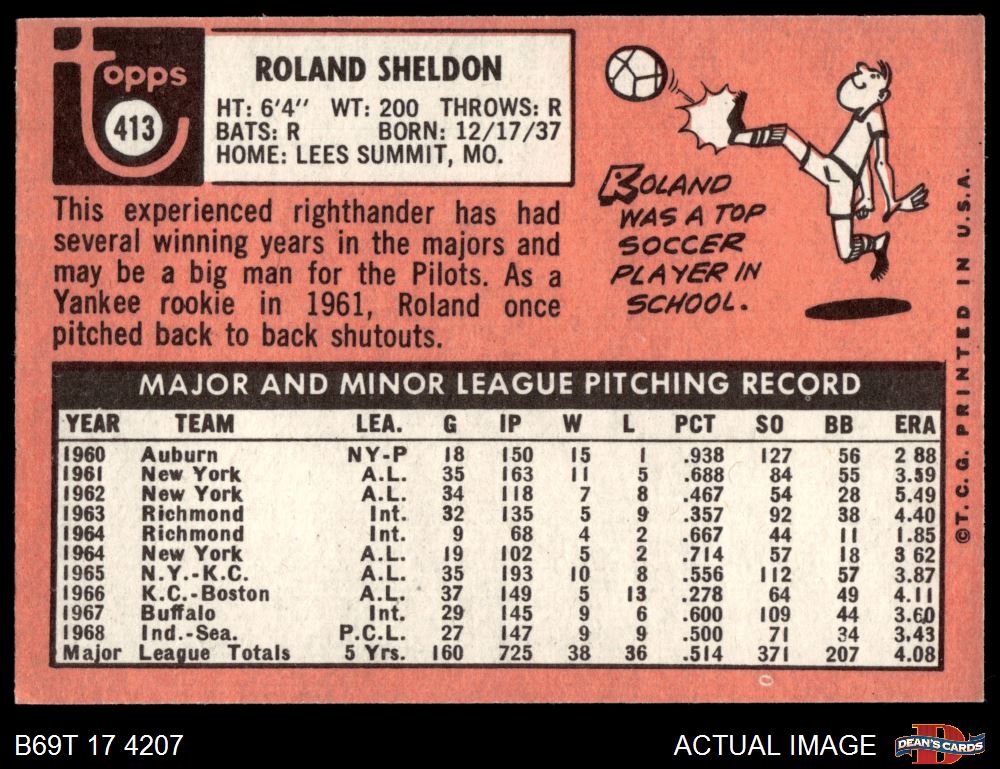 Topps
413
ROLAND SHELDON
HT: 6'4" WT: 200 THROWS: R
BATS: R BORN: 12/17/37
HOME: LEES SUMMIT, MO.
This experienced righthander has had
several winning years in the majors and
may be a big man for the Pilots. As a
Yankee rookie in 1961, Roland once
pitched back to back shutouts.
ROLAND
WAS A TOP
SOCCER
PLAYER IN
SCHOOL.
©T. C. G. PRINTED IN U.S.A.
MAJOR AND MINOR LEAGUE PITCHING RECORD
YEAR TEAM LEA. G IP W L PCT SO BB ERA
1960 Auburn NY-P 18 150 15 1 .938 127 56 2 88
1961 New York A.L. 35 163 11 5 .688 84 55 3.59
1962 New York A.L. 34 118 7 8 .467 54 28 5.49
1963 Richmond Int. 32 135 5 9 .357 92 38 4.40
1964 Richmond Int. 9 68 4 2 .667 44 11 1.85
1964 New York A.L. 19 102 5 2 .714 57 18 3 62
1965 N.Y.-K.C. A.L. 35 193 10 8 .556 112 57 3.87
1966 K.C.-Boston A.L. 37 149 5 13 .278 64 49 4.11
1967 Buffalo Int. 29 145 9 6 .600 109 44 3.60
1968 Ind.-Sea. P.C.L. 27 147 9 9 .500 71 34 3.43
Major League Totals 5 Yrs. 160 725 38 36 .514 371 207 4.08
B69T 17 4207
ACTUAL IMAGE
D
DEAN'S CARDS